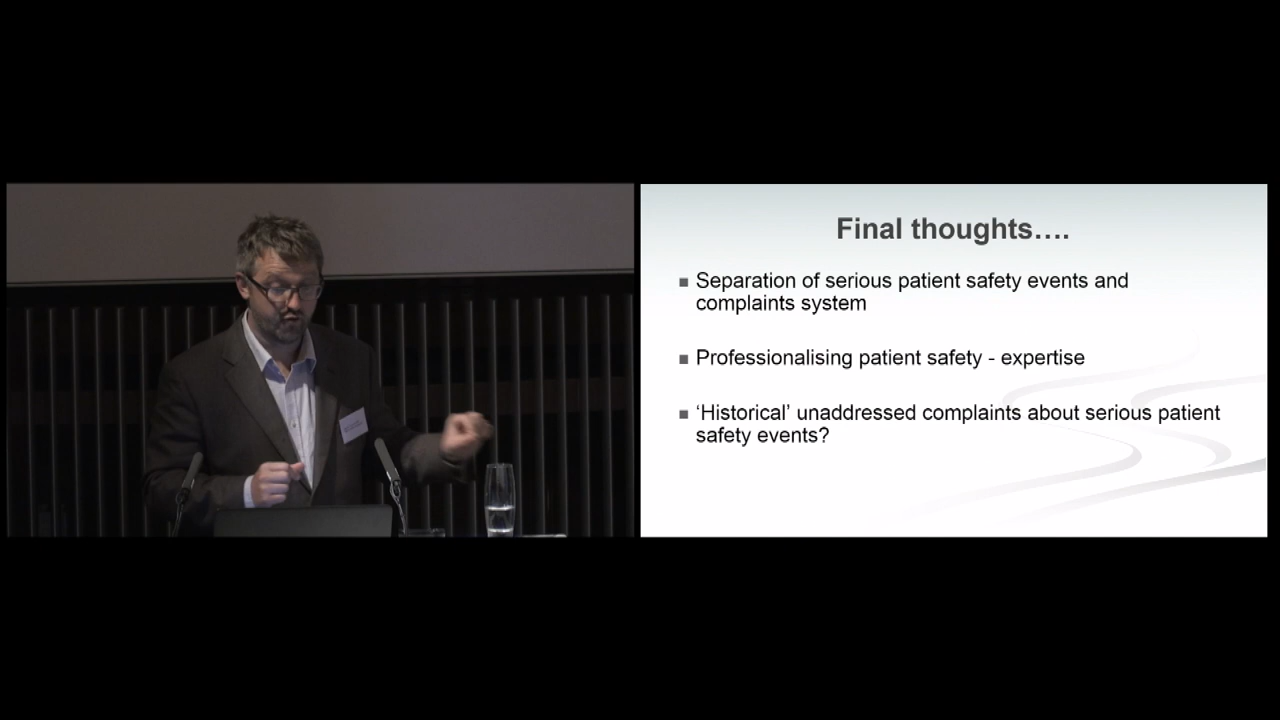 Final thoughts….
▪ Separation of serious patient safety events and
complaints system
▪ Professionalising patient safety - expertise
▪ ‘Historical’ unaddressed complaints about serious patient
safety events?